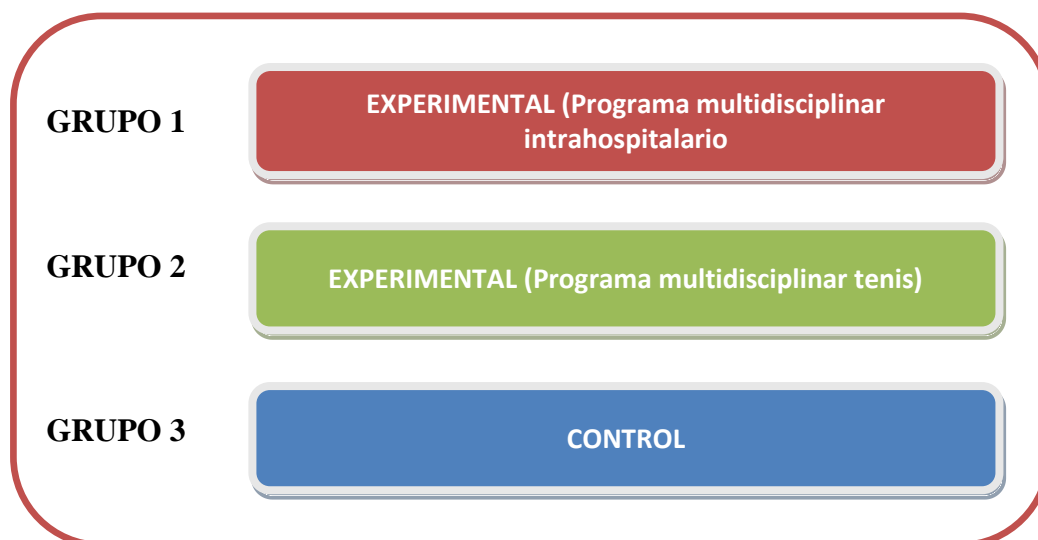 GRUPO 1
EXPERIMENTAL (Programa multidisciplinar
intrahospitalario
GRUPO 2
EXPERIMENTAL (Programa multidisciplinar tenis)
GRUPO 3
CONTROL